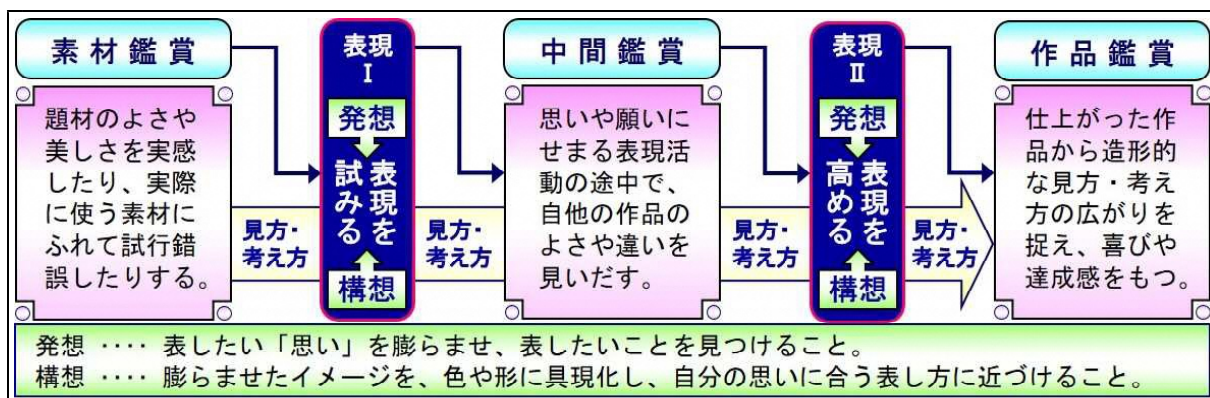 素材鑑賞
題材のよさや
美しさを実感
したり、実際
に使う素材に
ふれて試行錯
誤したりする。
見方・
考え方
表現
Ⅰ
発想
表現を
試みる
構想
見方・
考え方
中間鑑賞
思いや願いに
せまる表現活
動の途中で、
自他の作品の
よさや違いを
見いだす。
見方・
考え方
表現
Ⅱ
発想
表現を
高める
構想
見方・
考え方
作品鑑賞
仕上がった作
品から造形的
な見方・考え
方の広がりを
捉え、喜びや
達成感をもつ。
発想 ‥‥ 表したい「思い」を膨らませ、表したいことを見つけること。
構想 ‥‥ 膨らませたイメージを、色や形に具現化し、自分の思いに合う表し方に近づけること。